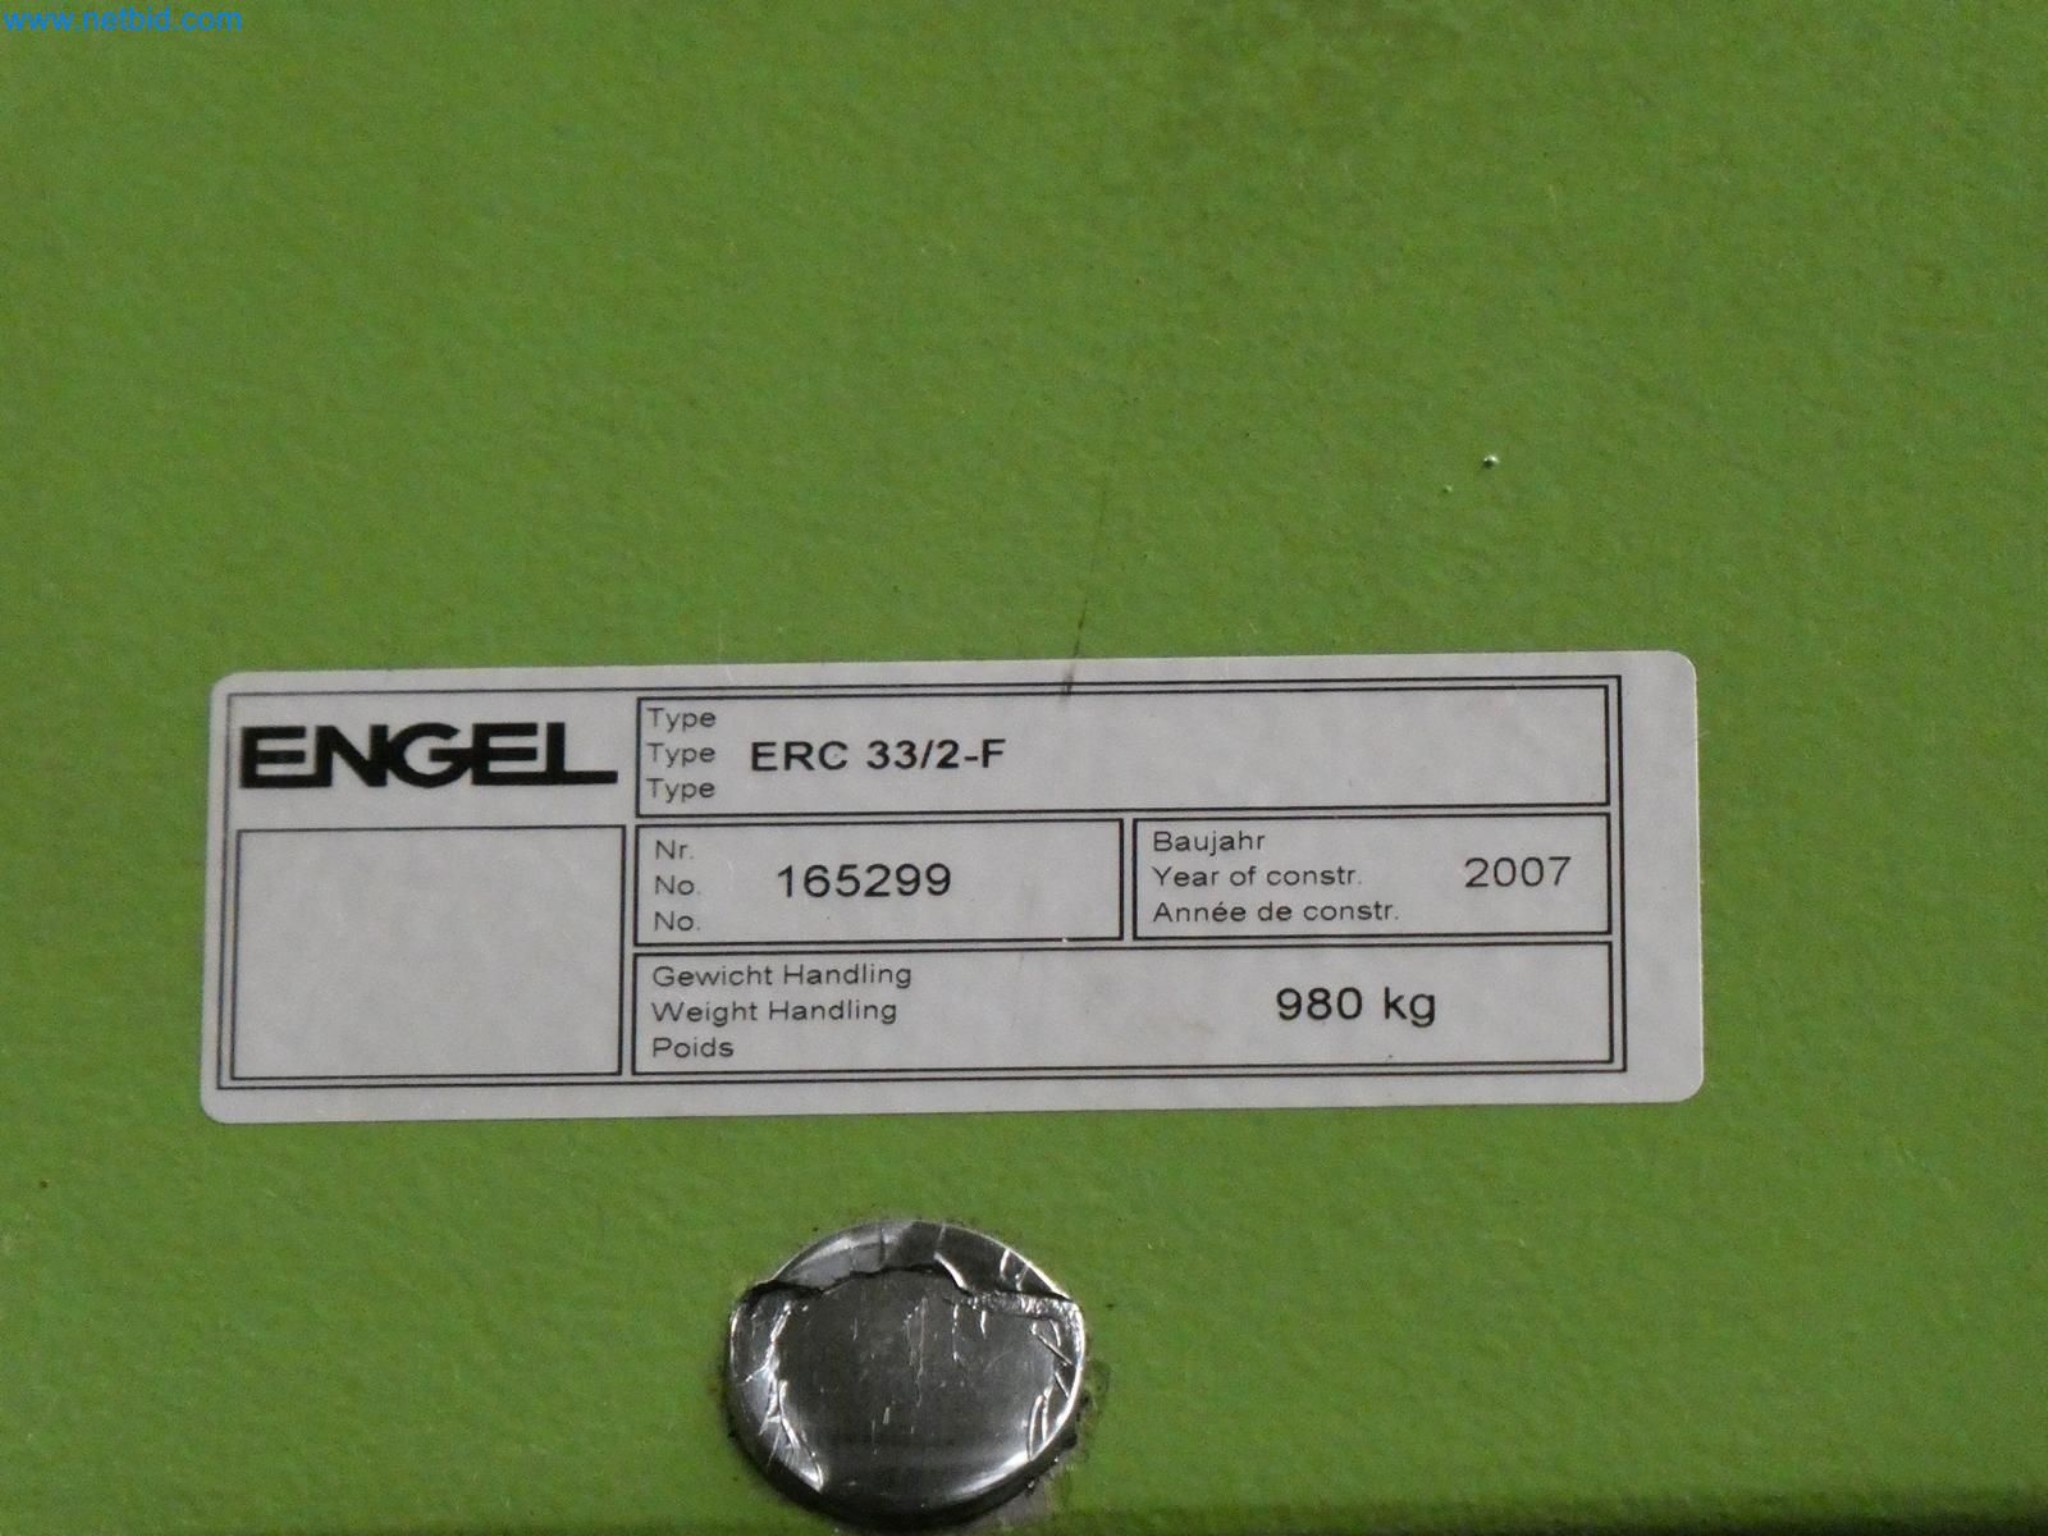 www.netbid.com
ENGEL
Type
Type ERC 33/2-F
Type
Nr.
No. 165299
No.
Baujahr
Year of constr. 2007
Année de constr.
Gewicht Handling
Weight Handling 980 kg
Poids